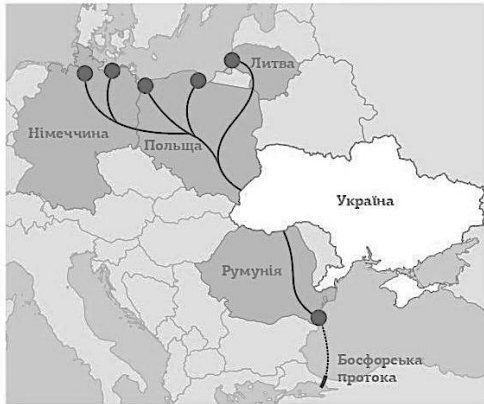 Литва
Німеччина
Польща
Україна
Румунія
Босфорська
протока